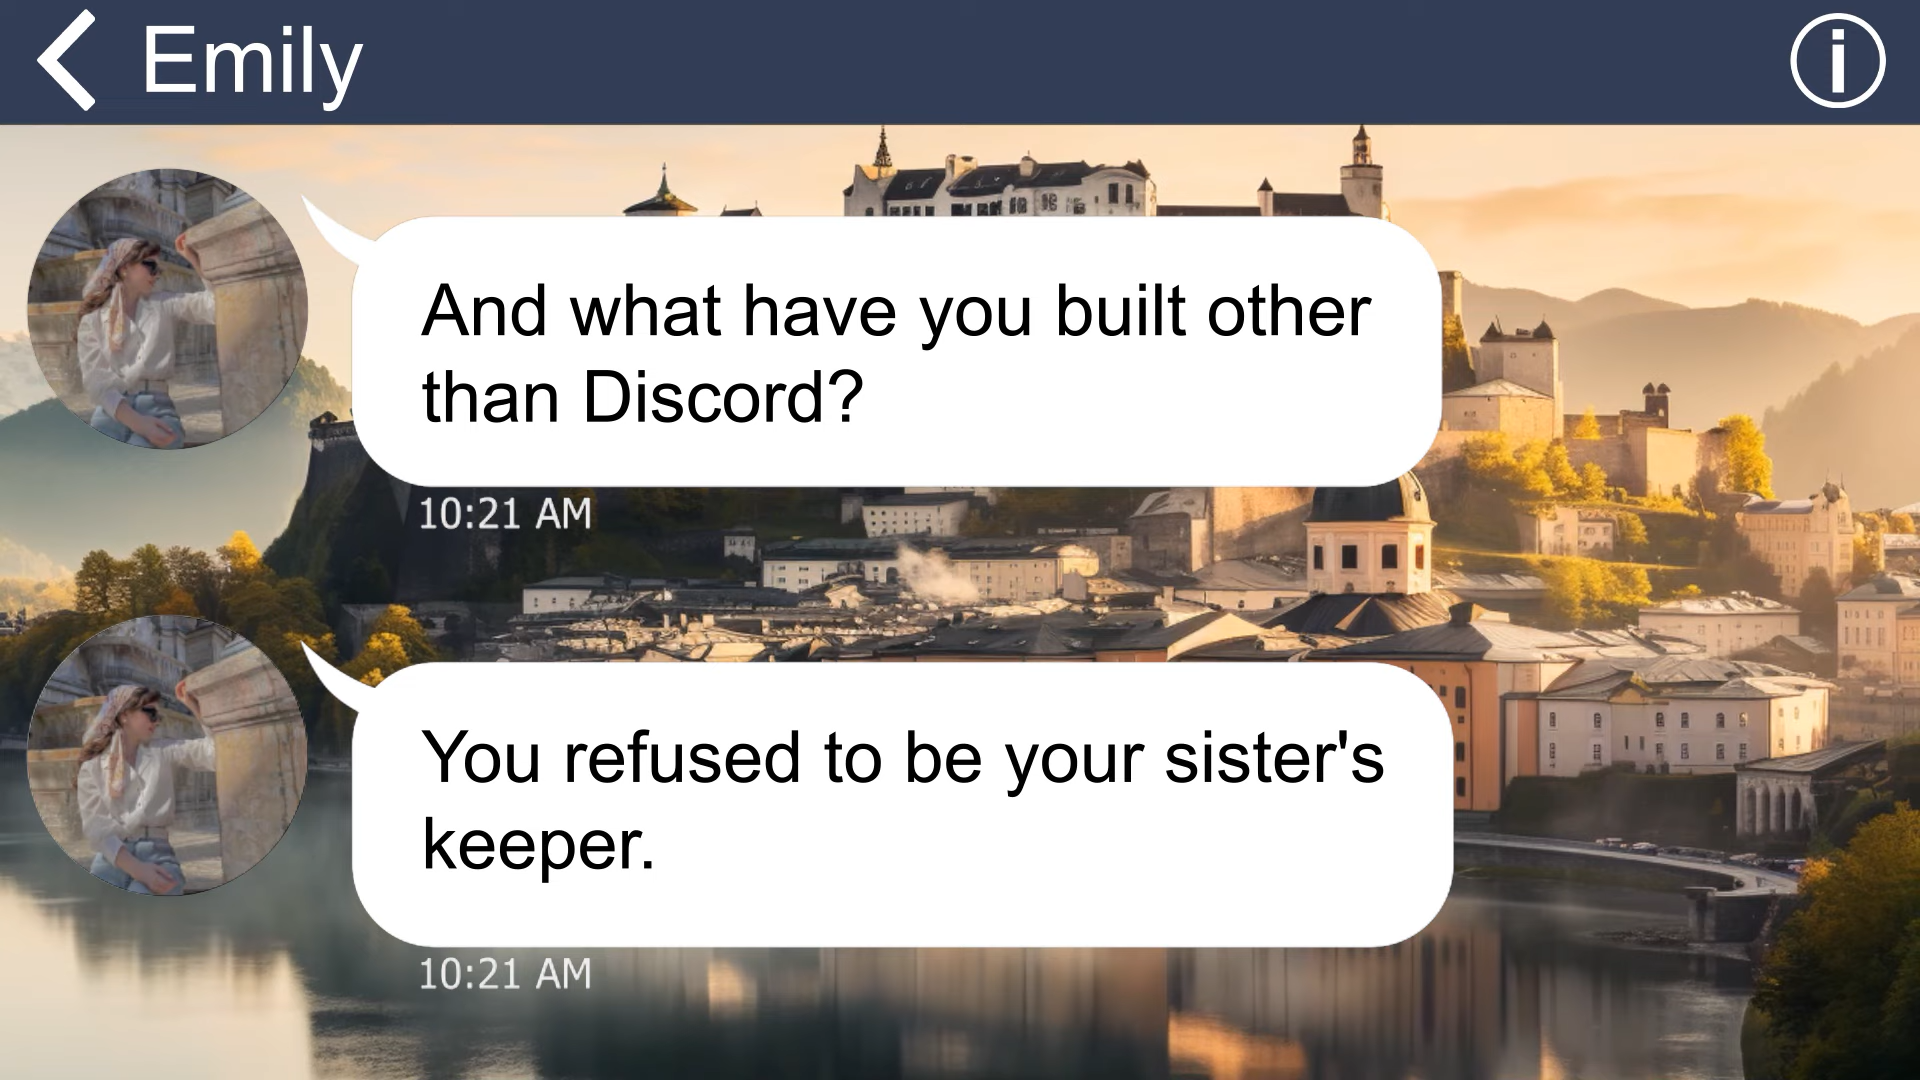 Emily
And what have you built other
than Discord?
10:21 AM
You refused to be your sister's
keeper.
10:21 AM